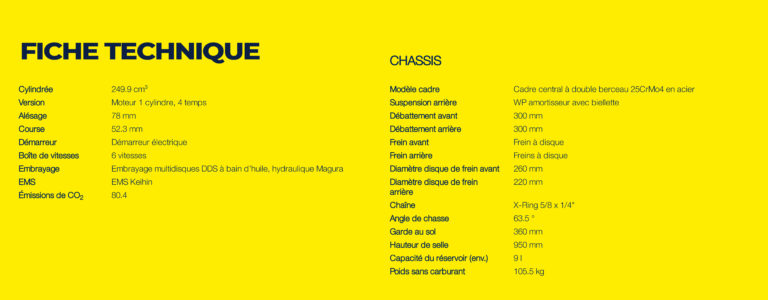 FICHE TECHNIQUE
Cylindrée 249.9 cm³
Version Moteur 1 cylindre, 4 temps
Alésage 78 mm
Course 52.3 mm
Démarreur Démarreur électrique
Boîte de vitesses 6 vitesses
Embrayage Embrayage multidisques DDS à bain d'huile, hydraulique Magura
EMS EMS Keihin
Émissions de CO₂ 80.4
CHASSIS
Modèle cadre Cadre central à double berceau 25CrMo4 en acier
Suspension arrière WP amortisseur avec biellette
Débattement avant 300 mm
Débattement arrière 300 mm
Frein avant Frein à disque
Frein arrière Freins à disque
Diamètre disque de frein avant 260 mm
Diamètre disque de frein 220 mm
arrière
Chaîne X-Ring 5/8 x 1/4"
Angle de chasse 63.5 °
Garde au sol 360 mm
Hauteur de selle 950 mm
Capacité du réservoir (env.) 9 l
Poids sans carburant 105.5 kg